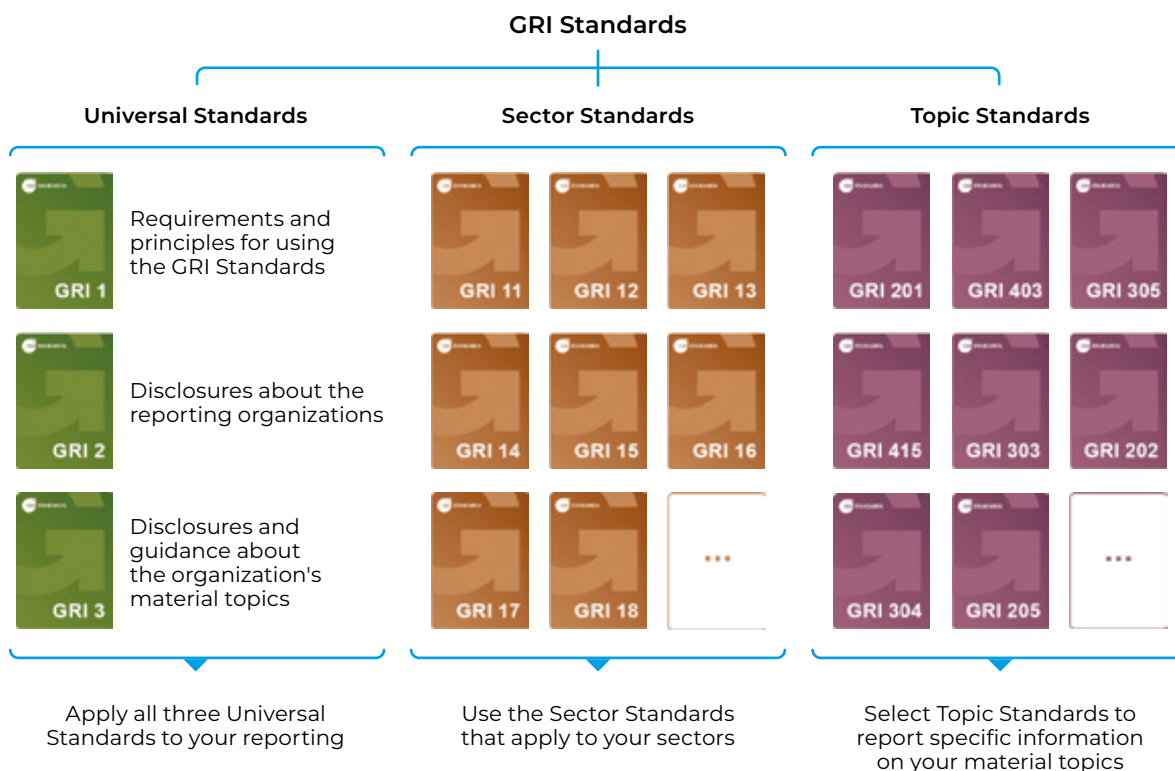 GRI Standards
Universal Standards
Requirements and
principles for using
the GRI Standards
GRI 1
Disclosures about the
reporting organizations
GRI 2
Disclosures and
guidance about
the organization's
material topics
GRI 3
Apply all three Universal
Standards to your reporting
Sector Standards
GRI 11
GRI 12
GRI 13
GRI 14
GRI 15
GRI 16
GRI 17
GRI 18
...
Use the Sector Standards
that apply to your sectors
Topic Standards
GRI 201
GRI 403
GRI 305
GRI 415
GRI 303
GRI 202
GRI 304
GRI 205
...
Select Topic Standards to
report specific information
on your material topics